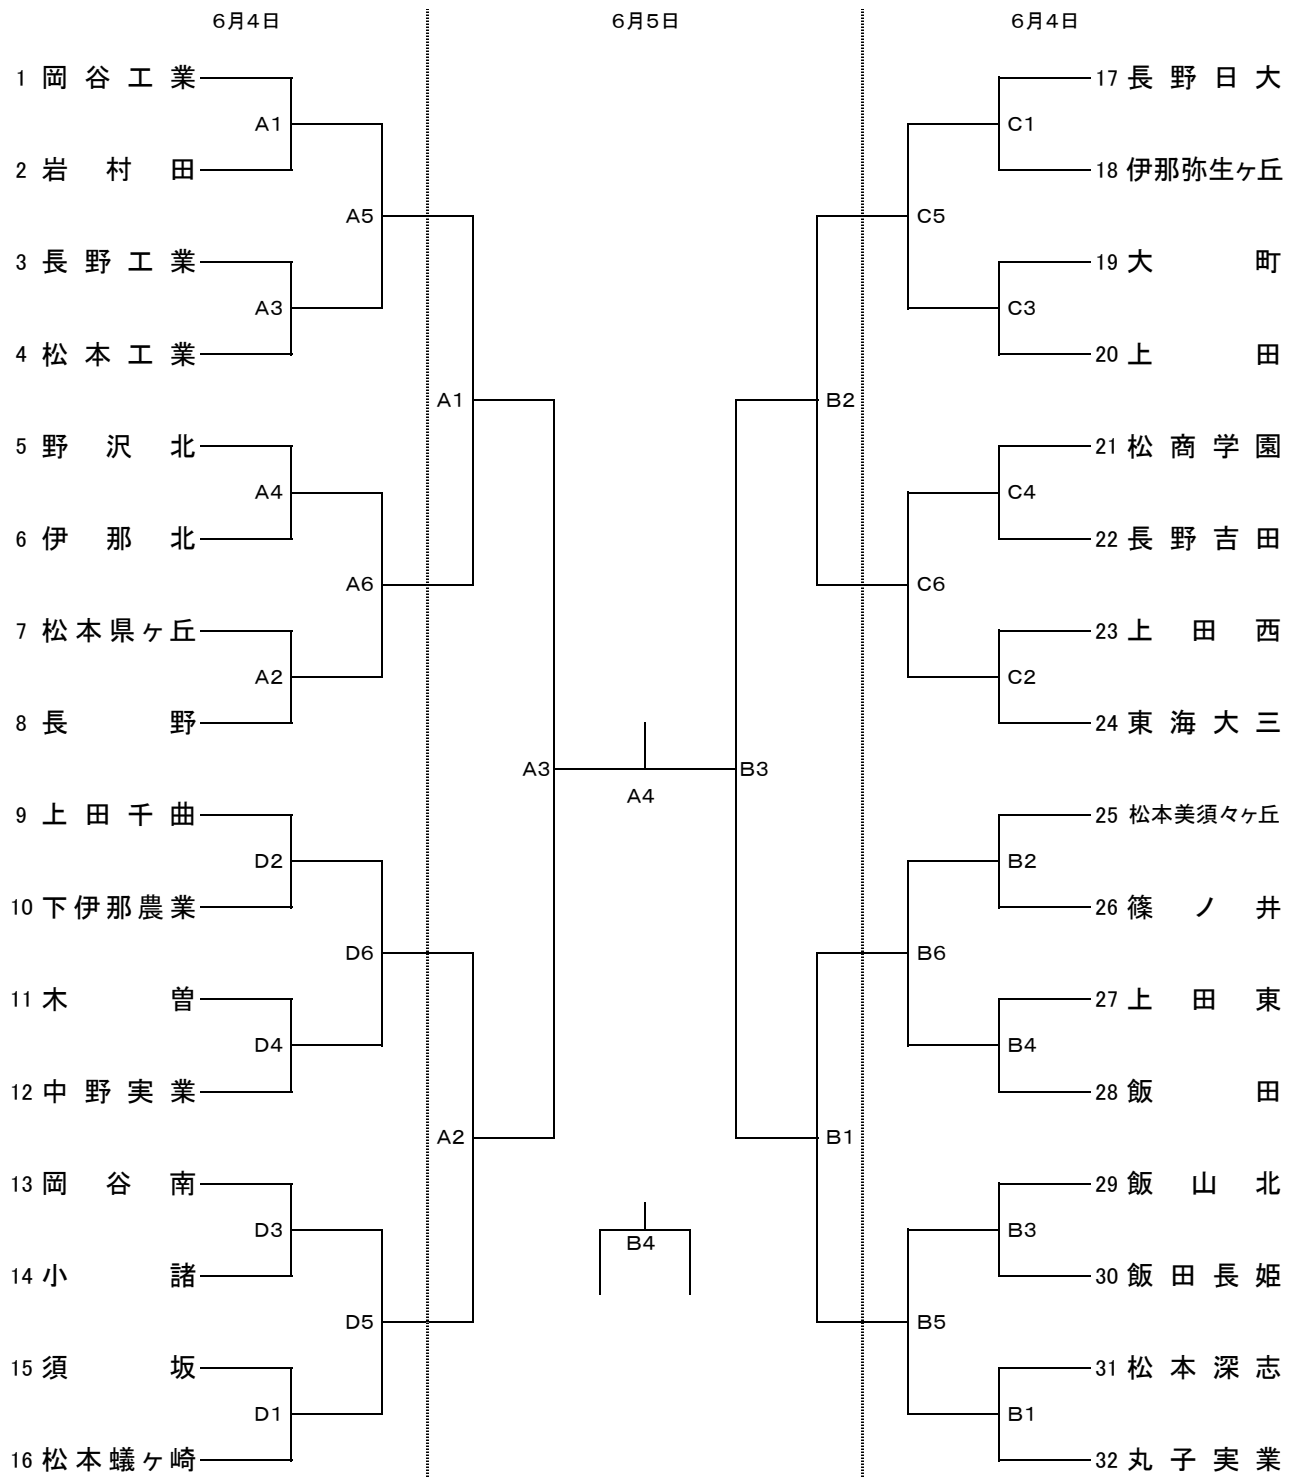 6月4日
6月5日
6月4日
1 岡谷工業
A1
2 岩村田
A5
3 長野工業
A3
4 松本工業
A1
5 野沢北
A4
6 伊那北
A6
7 松本県ヶ丘
A2
8 長野
A3
9 上田千曲
D2
10 下伊那農業
D6
11 木曽
D4
12 中野実業
A2
13 岡谷南
D3
14 小諸
D5
15 須坂
D1
16 松本蟻ヶ崎
A4
B4
17 長野日大
C1
18 伊那弥生ヶ丘
C5
19 大町
C3
20 上田
B2
21 松商学園
C4
22 長野吉田
C6
23 上田西
C2
24 東海大三
B3
25 松本美須々ヶ丘
B2
26 篠ノ井
B6
27 上田東
B4
28 飯田
B1
29 飯山北
B3
30 飯田長姫
B5
31 松本深志
B1
32 丸子実業